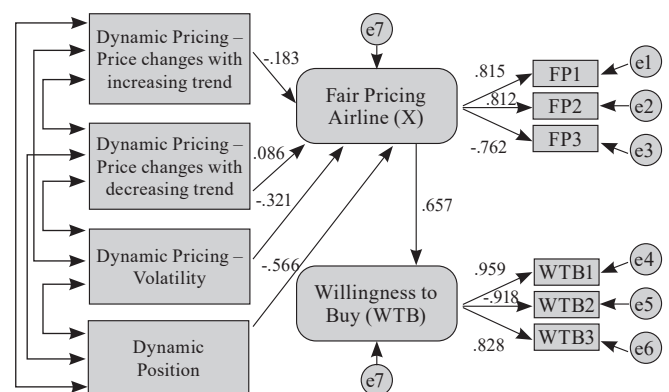 e7
Dynamic Pricing –
Price changes with
increasing trend
-.183
Fair Pricing
Airline (X)
.815
FP1
e1
.812
FP2
e2
-.762
FP3
e3
Dynamic Pricing –
Price changes with
decreasing trend
.086
-.321
Dynamic Pricing –
Volatility
-.566
.657
Dynamic
Position
Willingness to
Buy (WTB)
.959
WTB1
e4
-.918
WTB2
e5
.828
WTB3
e6
e7